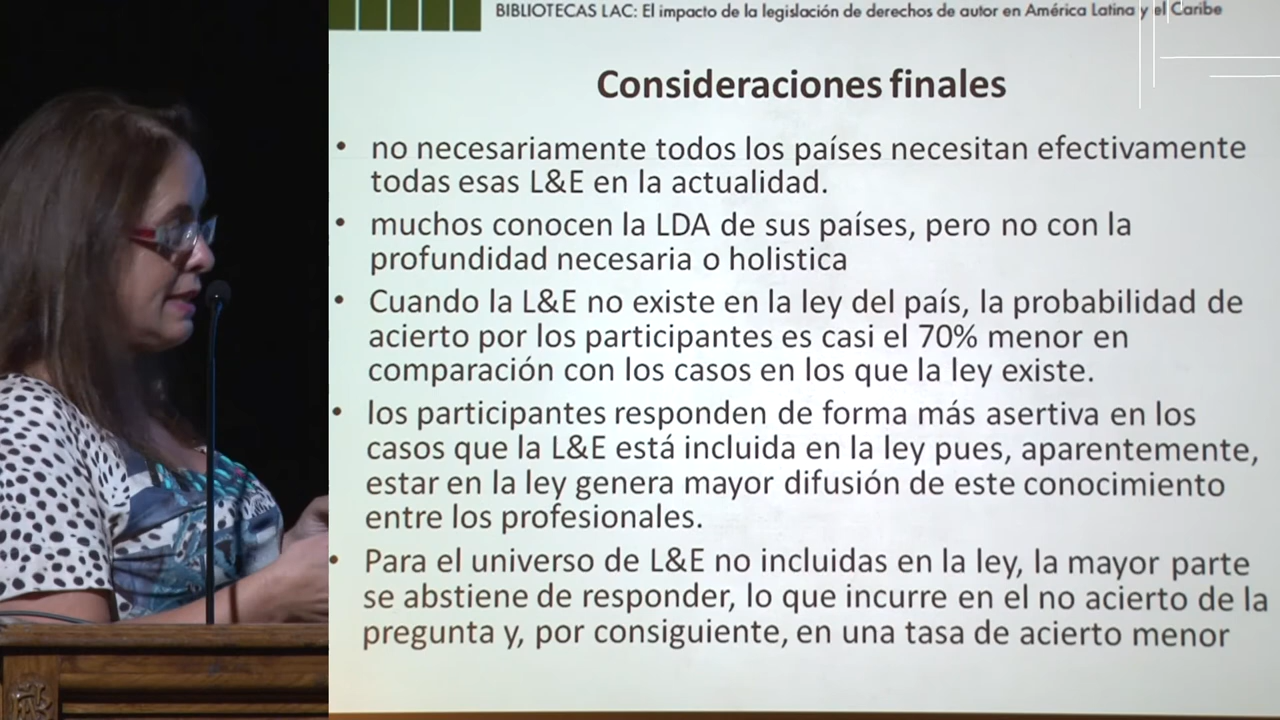 BIBLIOTECAS LAC: El impacto de la legislación de derechos de autor en América Latina y el Caribe
Consideraciones finales
• no necesariamente todos los países necesitan efectivamente
todas esas L&E en la actualidad.
• muchos conocen la LDA de sus países, pero no con la
profundidad necesaria o holistica
• Cuando la L&E no existe en la ley del país, la probabilidad de
acierto por los participantes es casi el 70% menor en
comparación con los casos en los que la ley existe.
• los participantes responden de forma más asertiva en los
casos que la L&E está incluida en la ley pues, aparentemente,
estar en la ley genera mayor difusión de este conocimiento
entre los profesionales.
• Para el universo de L&E no incluidas en la ley, la mayor parte
se abstiene de responder, lo que incurre en el no acierto de la
pregunta y, por consiguiente, en una tasa de acierto menor